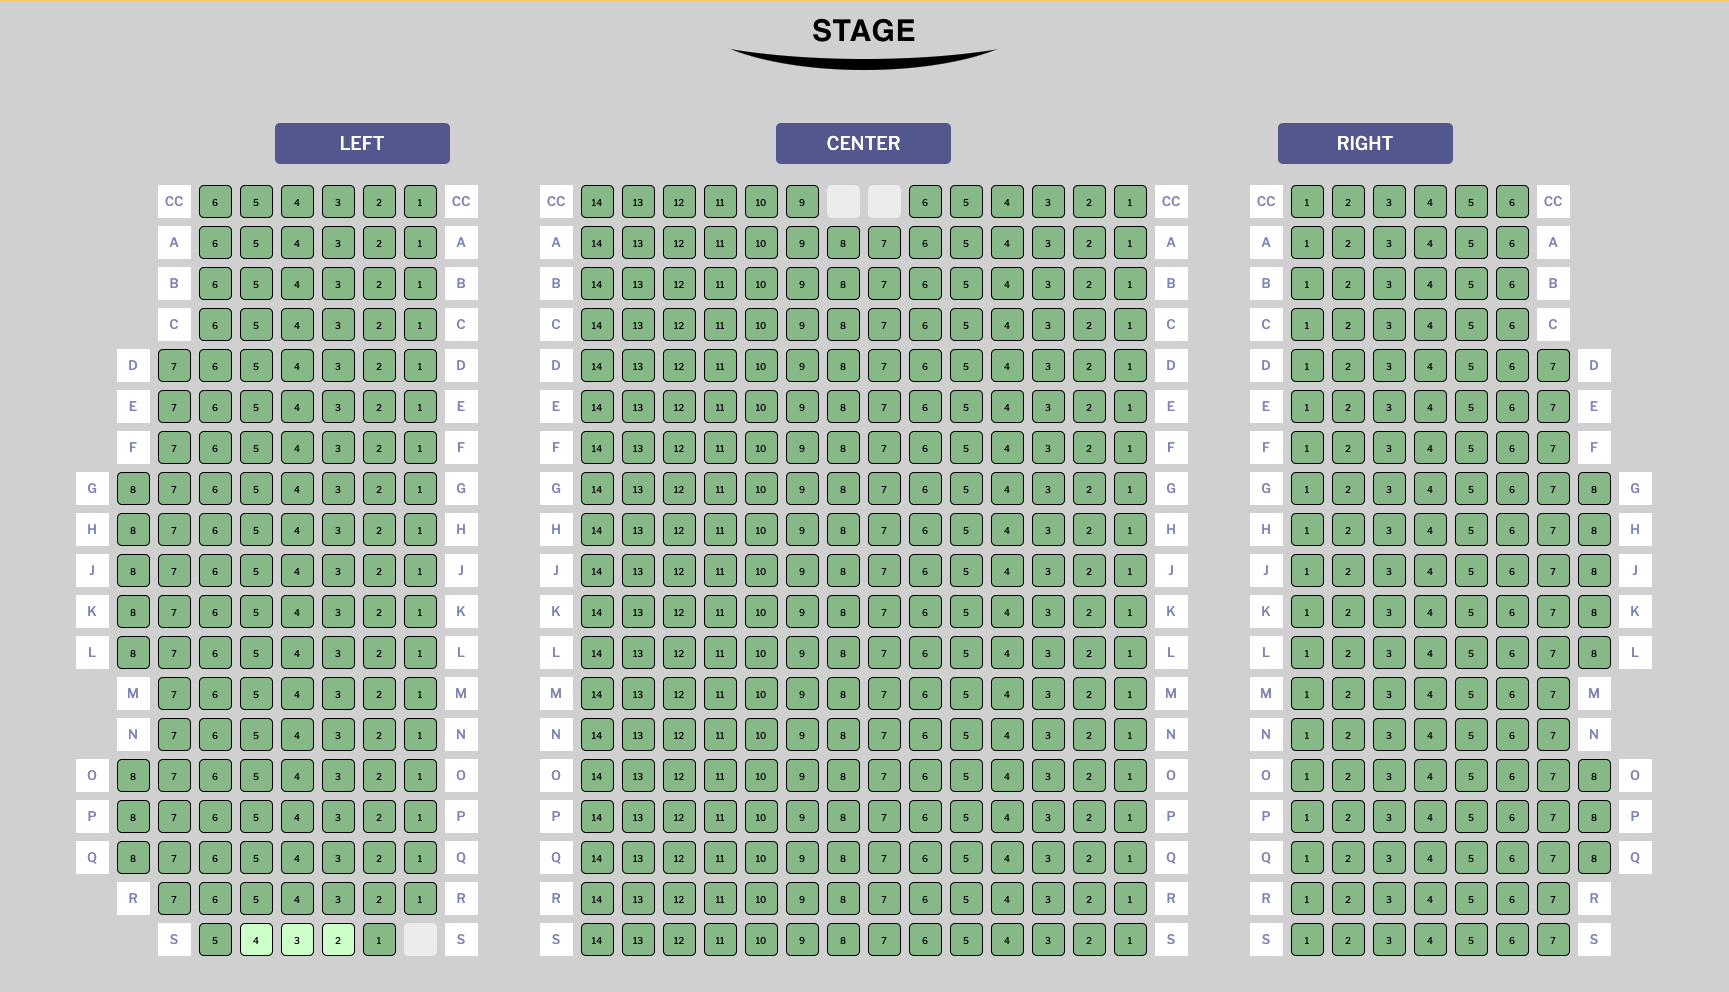 STAGE
LEFT CENTER RIGHT
CC 6 5 4 3 2 1 CC CC 14 13 12 11 10 9 6 5 4 3 2 1 CC CC 1 2 3 4 5 6 CC
A 6 5 4 3 2 1 A A 14 13 12 11 10 9 8 7 6 5 4 3 2 1 A A 1 2 3 4 5 6 A
B 6 5 4 3 2 1 B B 14 13 12 11 10 9 8 7 6 5 4 3 2 1 B B 1 2 3 4 5 6 B
C 6 5 4 3 2 1 C C 14 13 12 11 10 9 8 7 6 5 4 3 2 1 C C 1 2 3 4 5 6 C
D 7 6 5 4 3 2 1 D D 14 13 12 11 10 9 8 7 6 5 4 3 2 1 D D 1 2 3 4 5 6 7 D
E 7 6 5 4 3 2 1 E E 14 13 12 11 10 9 8 7 6 5 4 3 2 1 E E 1 2 3 4 5 6 7 E
F 7 6 5 4 3 2 1 F F 14 13 12 11 10 9 8 7 6 5 4 3 2 1 F F 1 2 3 4 5 6 7 F
G 8 7 6 5 4 3 2 1 G G 14 13 12 11 10 9 8 7 6 5 4 3 2 1 G G 1 2 3 4 5 6 7 8 G
H 8 7 6 5 4 3 2 1 H H 14 13 12 11 10 9 8 7 6 5 4 3 2 1 H H 1 2 3 4 5 6 7 8 H
J 8 7 6 5 4 3 2 1 J J 14 13 12 11 10 9 8 7 6 5 4 3 2 1 J J 1 2 3 4 5 6 7 8 J
K 8 7 6 5 4 3 2 1 K K 14 13 12 11 10 9 8 7 6 5 4 3 2 1 K K 1 2 3 4 5 6 7 8 K
L 8 7 6 5 4 3 2 1 L L 14 13 12 11 10 9 8 7 6 5 4 3 2 1 L L 1 2 3 4 5 6 7 8 L
M 7 6 5 4 3 2 1 M M 14 13 12 11 10 9 8 7 6 5 4 3 2 1 M M 1 2 3 4 5 6 7 M
N 7 6 5 4 3 2 1 N N 14 13 12 11 10 9 8 7 6 5 4 3 2 1 N N 1 2 3 4 5 6 7 N
O 8 7 6 5 4 3 2 1 O O 14 13 12 11 10 9 8 7 6 5 4 3 2 1 O O 1 2 3 4 5 6 7 8 O
P 8 7 6 5 4 3 2 1 P P 14 13 12 11 10 9 8 7 6 5 4 3 2 1 P P 1 2 3 4 5 6 7 8 P
Q 8 7 6 5 4 3 2 1 Q Q 14 13 12 11 10 9 8 7 6 5 4 3 2 1 Q Q 1 2 3 4 5 6 7 8 Q
R 7 6 5 4 3 2 1 R R 14 13 12 11 10 9 8 7 6 5 4 3 2 1 R R 1 2 3 4 5 6 7 R
S 5 4 3 2 1 S S 14 13 12 11 10 9 8 7 6 5 4 3 2 1 S S 1 2 3 4 5 6 7 S